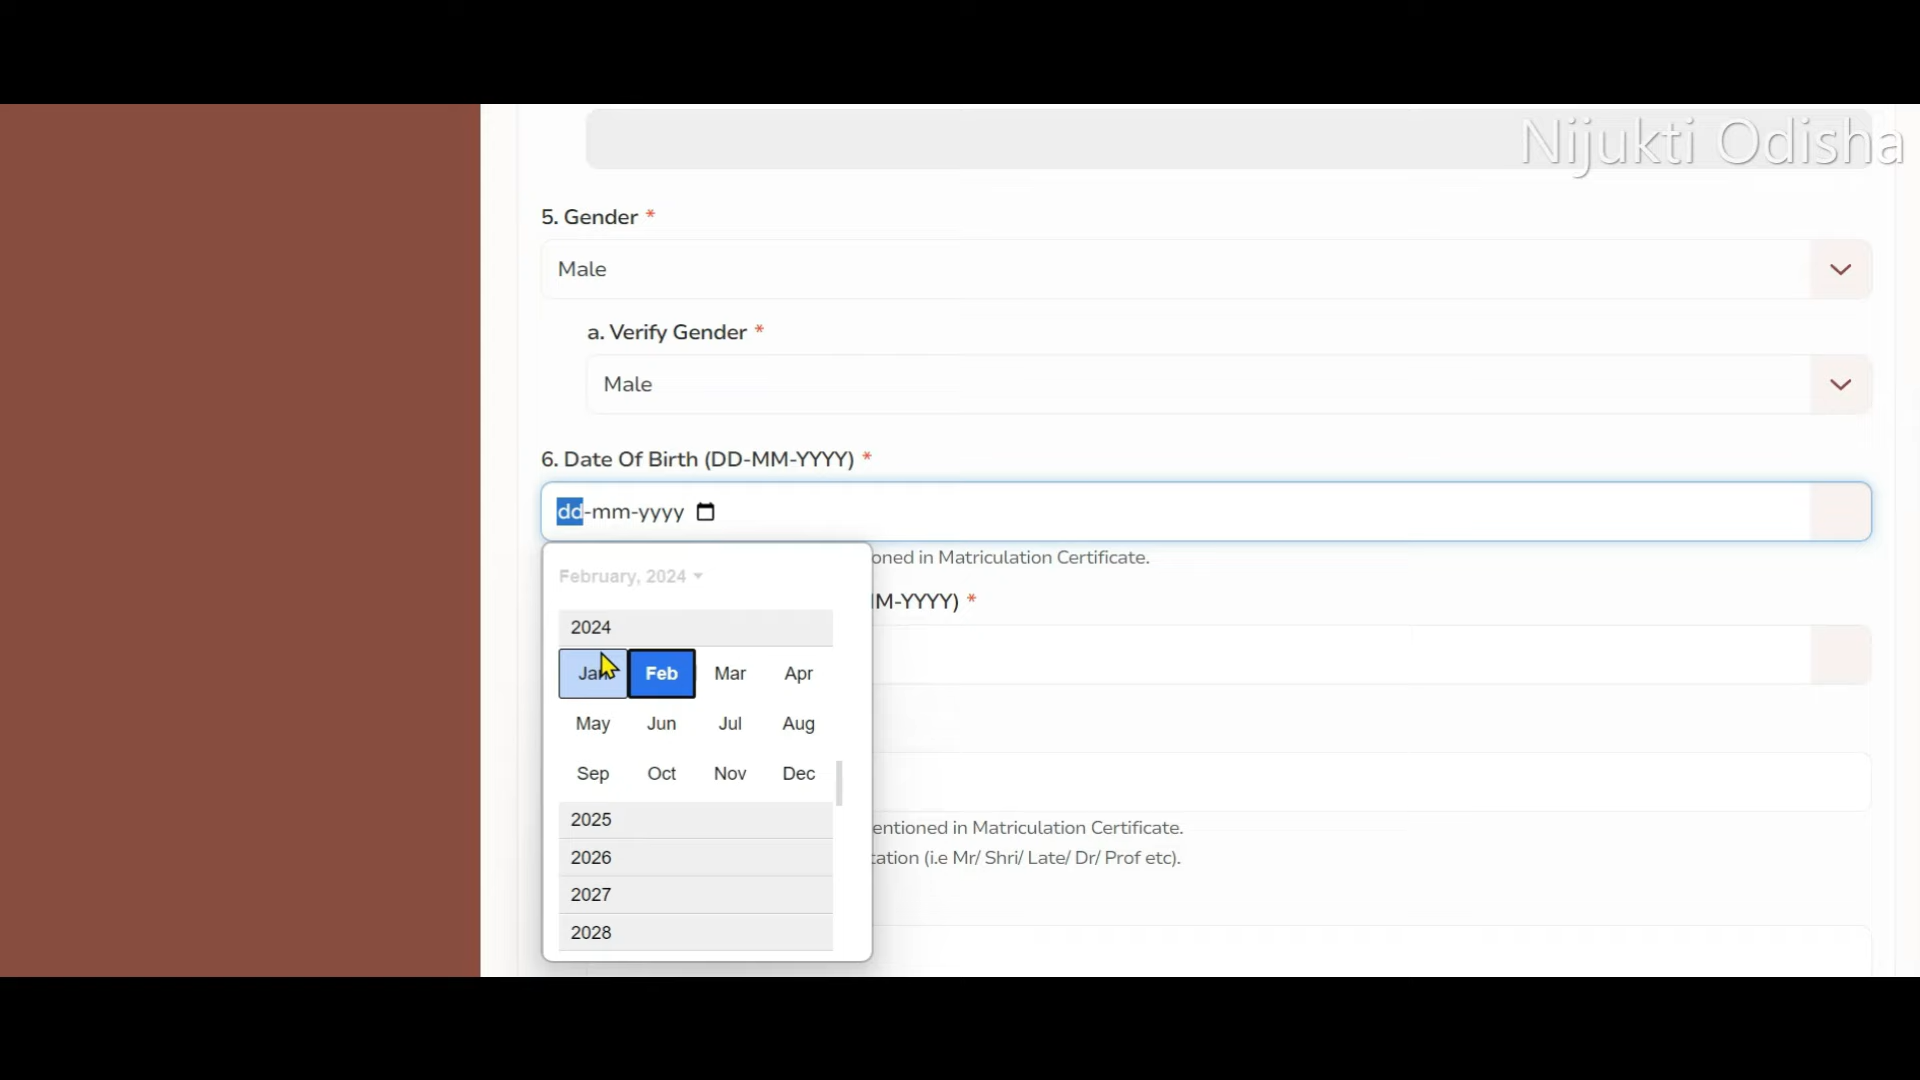 Nijukti Odisha
5. Gender *
Male
a. Verify Gender *
Male
6. Date Of Birth (DD-MM-YYYY) *
dd-mm-yyyy
oned in Matriculation Certificate.
February, 2024
MM-YYYY) *
2024
Jan Feb Mar Apr
May Jun Jul Aug
Sep Oct Nov Dec
2025
entioned in Matriculation Certificate.
2026
tation (i.e Mr/ Shri/ Late/ Dr/ Prof etc).
2027
2028